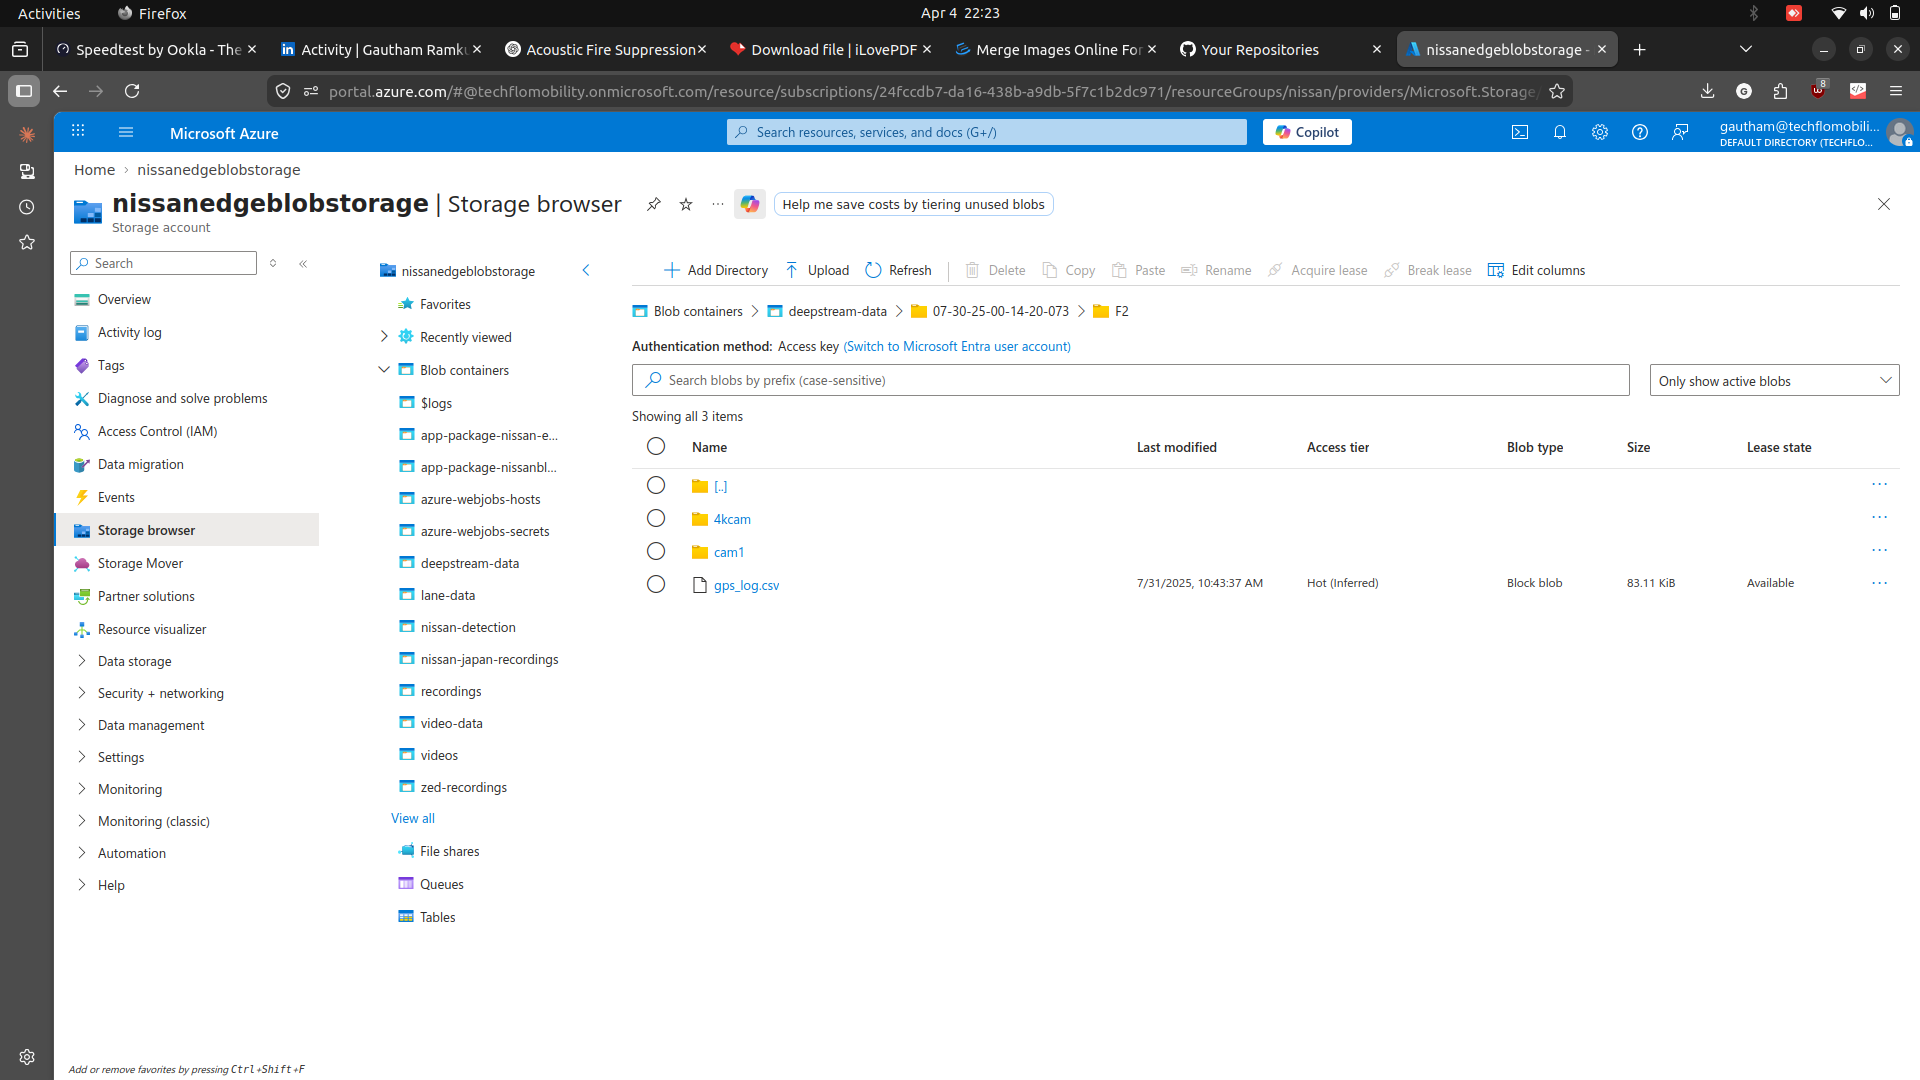 Activities
Firefox
Apr 4 22:23
Speedtest by Ookla - The
Activity | Gautham Ramku
Acoustic Fire Suppression
Download file | iLovePDF
Merge Images Online For
Your Repositories
nissanedgeblobstorage -
portal.azure.com/#@techflomobility.onmicrosoft.com/resource/subscriptions/24fccdb7-da16-438b-a9db-5f7c1b2dc971/resourceGroups/nissan/providers/Microsoft.Storage/
8
Microsoft Azure
Search resources, services, and docs (G+/)
Copilot
gautham@techflomobili...
DEFAULT DIRECTORY (TECHFLO...
Home > nissanedgeblobstorage
nissanedgeblobstorage | Storage browser
Help me save costs by tiering unused blobs
Storage account
Search
Overview
Activity log
Tags
Diagnose and solve problems
Access Control (IAM)
Data migration
Events
Storage browser
Storage Mover
Partner solutions
Resource visualizer
Data storage
Security + networking
Data management
Settings
Monitoring
Monitoring (classic)
Automation
Help
Add or remove favorites by pressing Ctrl+Shift+F
nissanedgeblobstorage
Favorites
Recently viewed
Blob containers
$logs
app-package-nissan-e...
app-package-nissanbl...
azure-webjobs-hosts
azure-webjobs-secrets
deepstream-data
lane-data
nissan-detection
nissan-japan-recordings
recordings
video-data
videos
zed-recordings
View all
File shares
Queues
Tables
Add Directory
Upload
Refresh
Delete
Copy
Paste
Rename
Acquire lease
Break lease
Edit columns
Blob containers > deepstream-data > 07-30-25-00-14-20-073 > F2
Authentication method: Access key (Switch to Microsoft Entra user account)
Search blobs by prefix (case-sensitive)
Only show active blobs
Showing all 3 items
Name Last modified Access tier Blob type Size Lease state
[..]
4kcam
cam1
gps_log.csv 7/31/2025, 10:43:37 AM Hot (Inferred) Block blob 83.11 KiB Available